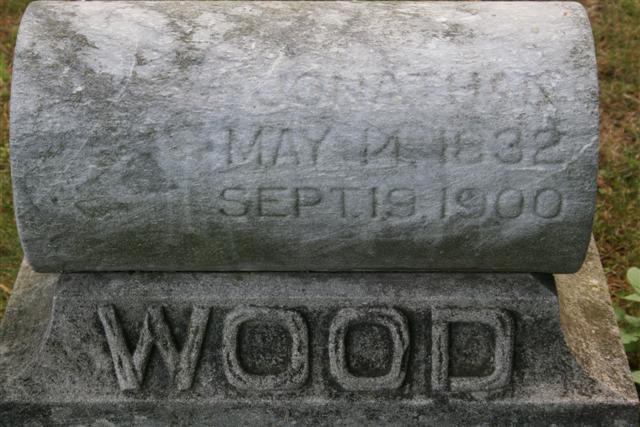 JONATHAN
MAY 14, 1832
SEPT. 19, 1900
WOOD